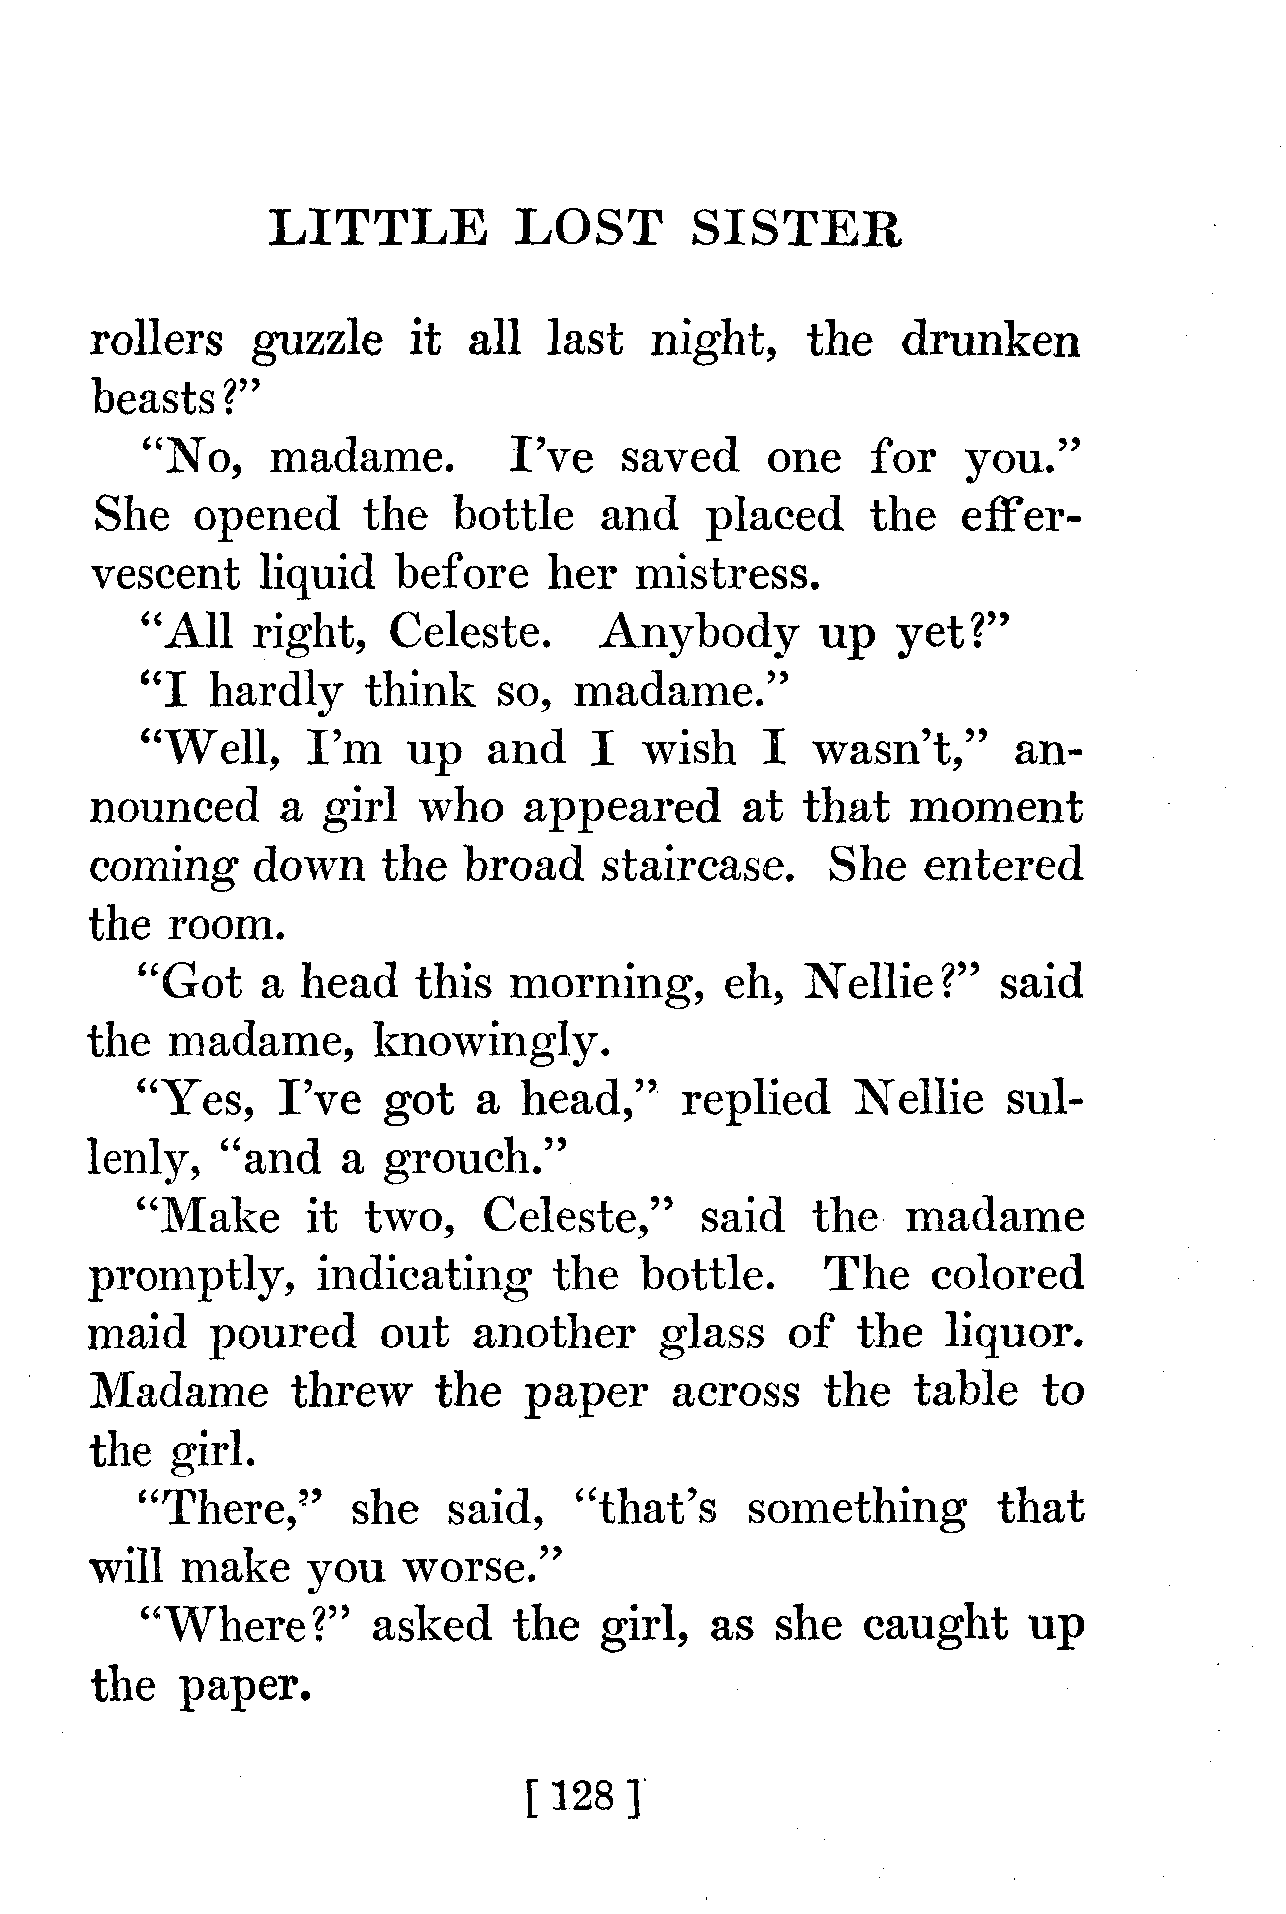 LITTLE LOST SISTER
rollers guzzle it all last night, the drunken
beasts?”
“No, madame. I’ve saved one for you.”
She opened the bottle and placed the effer-
vescent liquid before her mistress.
“All right, Celeste. Anybody up yet?”
“I hardly think so, madame.”
“Well, I’m up and I wish I wasn’t,” an-
nounced a girl who appeared at that moment
coming down the broad staircase. She entered
the room.
“Got a head this morning, eh, Nellie?” said
the madame, knowingly.
“Yes, I’ve got a head,” replied Nellie sul-
lenly, “and a grouch.”
“Make it two, Celeste,” said the madame
promptly, indicating the bottle. The colored
maid poured out another glass of the liquor.
Madame threw the paper across the table to
the girl.
“There,” she said, “that’s something that
will make you worse.”
“Where?” asked the girl, as she caught up
the paper.
[ 128 ]